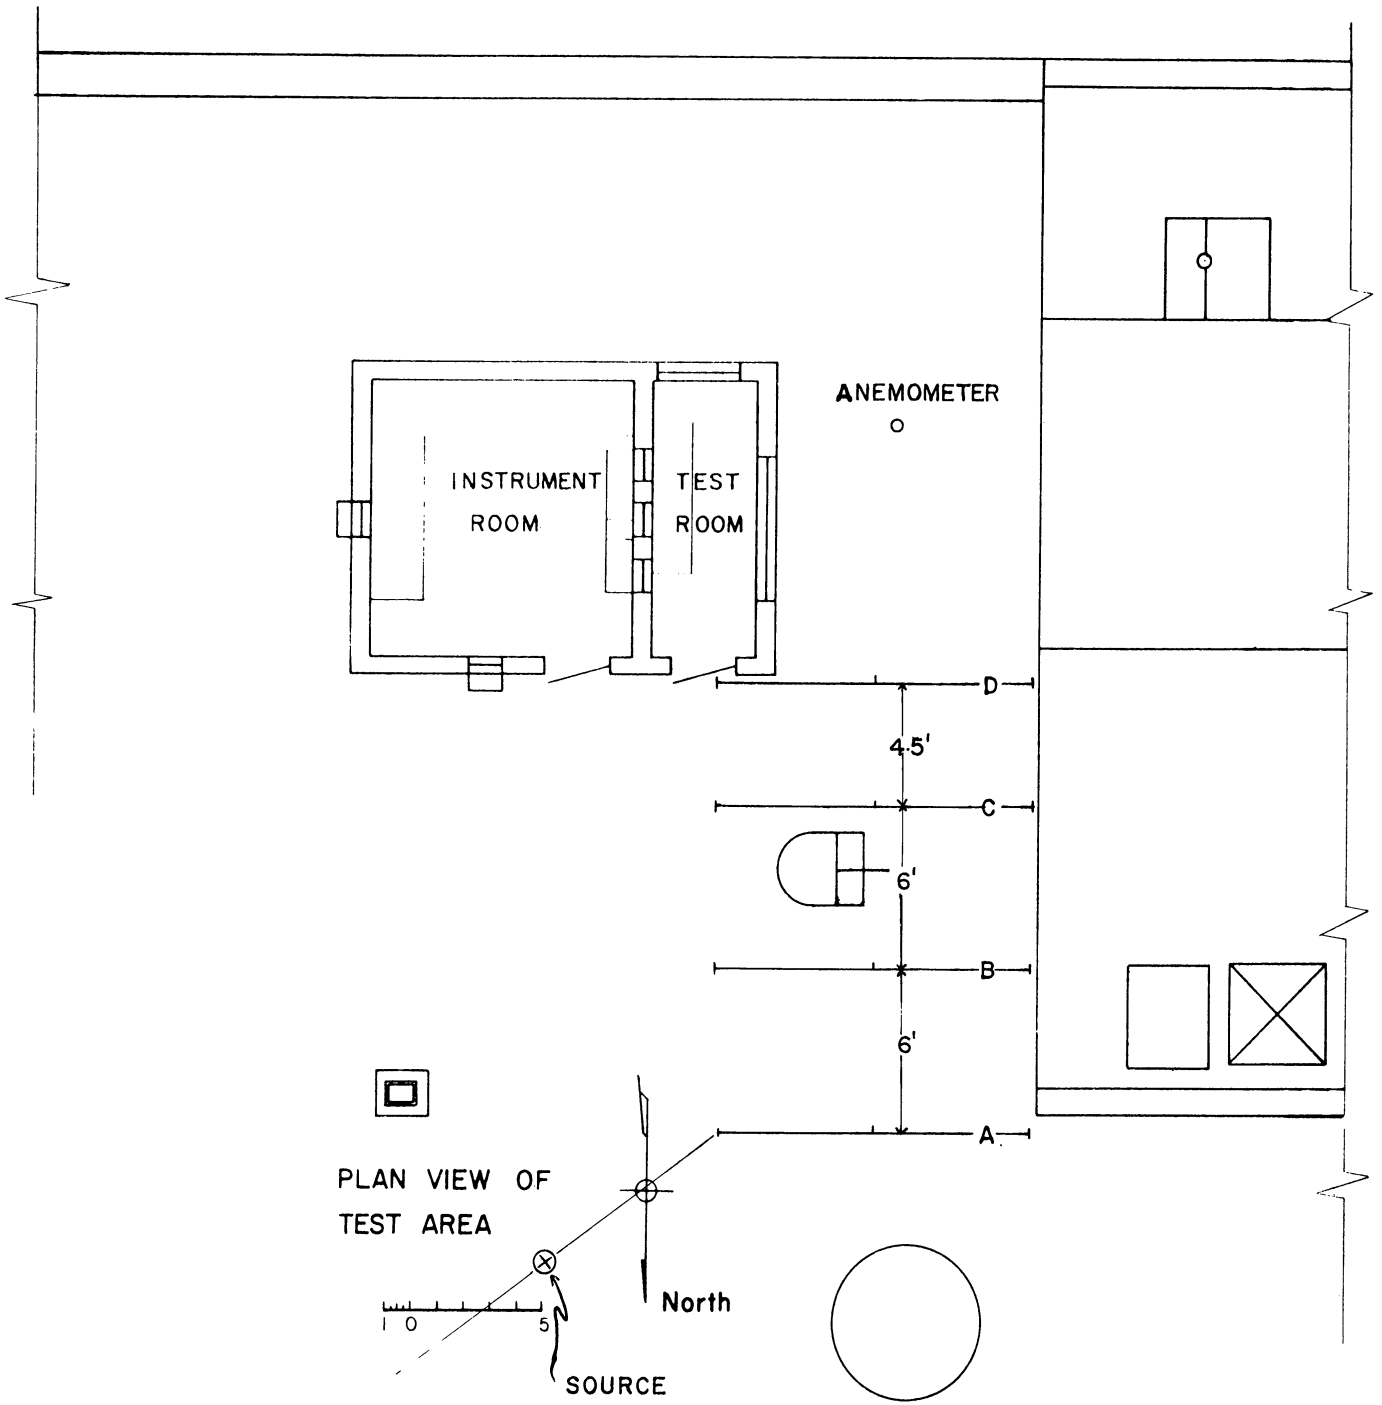 ANEMOMETER
INSTRUMENT
ROOM
TEST
ROOM
D
4.5'
C
6'
B
6'
A
PLAN VIEW OF
TEST AREA
North
1 0 5
SOURCE